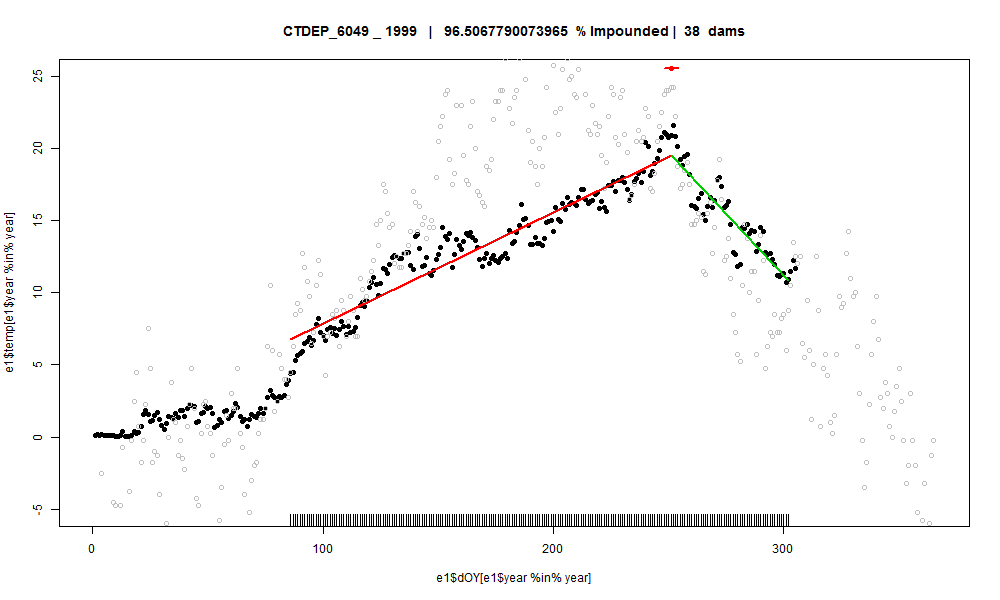 CTDEP_6049 _ 1999 | 96.5067790073965 % Impounded | 38 dams
e1$temp[e1$year %in% year]
25
20
15
10
5
0
-5
0 100 200 300
e1$dOY[e1$year %in% year]